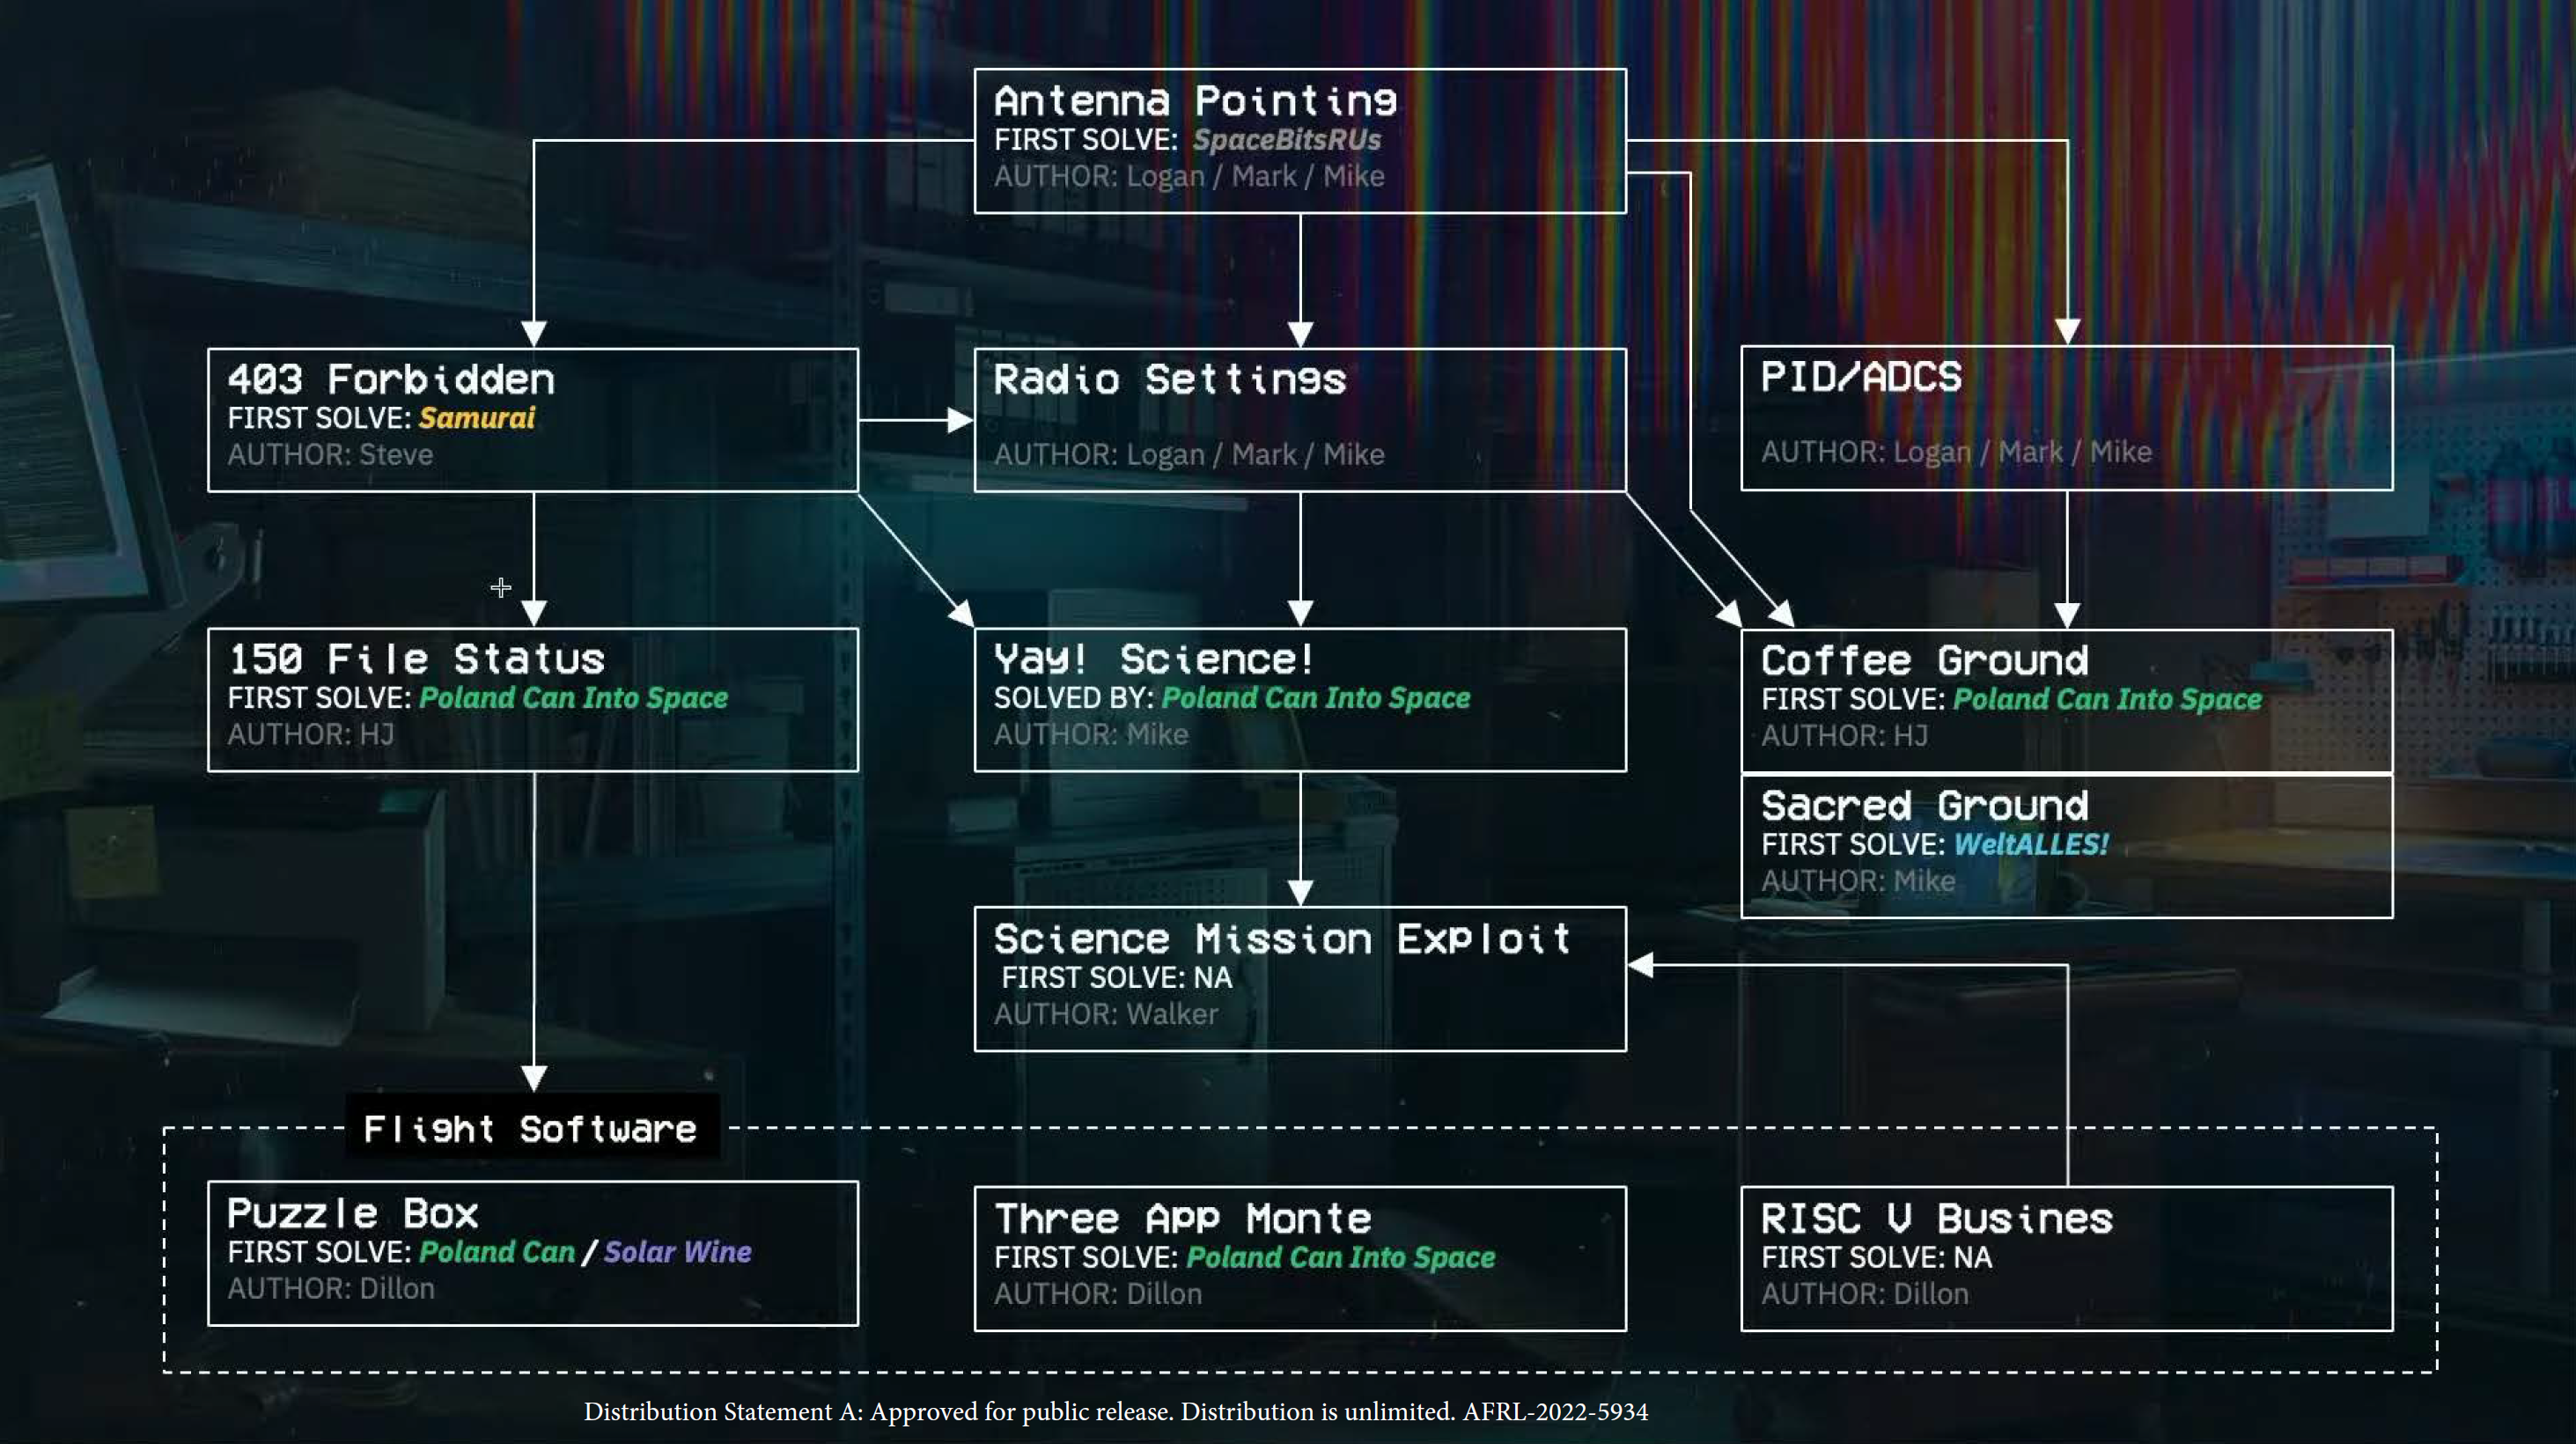 Antenna Pointing
FIRST SOLVE: SpaceBitsRUs
AUTHOR: Logan / Mark / Mike
403 Forbidden
FIRST SOLVE: Samurai
AUTHOR: Steve
Radio Settings
AUTHOR: Logan / Mark / Mike
PID/ADCS
AUTHOR: Logan / Mark / Mike
150 File Status
FIRST SOLVE: Poland Can Into Space
AUTHOR: HJ
Yay! Science!
SOLVED BY: Poland Can Into Space
AUTHOR: Mike
Coffee Ground
FIRST SOLVE: Poland Can Into Space
AUTHOR: HJ
Sacred Ground
FIRST SOLVE: WeltALLES!
AUTHOR: Mike
Science Mission Exploit
FIRST SOLVE: NA
AUTHOR: Walker
Flight Software
Puzzle Box
FIRST SOLVE: Poland Can / Solar Wine
AUTHOR: Dillon
Three App Monte
FIRST SOLVE: Poland Can Into Space
AUTHOR: Dillon
RISC V Busines
FIRST SOLVE: NA
AUTHOR: Dillon
Distribution Statement A: Approved for public release. Distribution is unlimited. AFRL-2022-5934